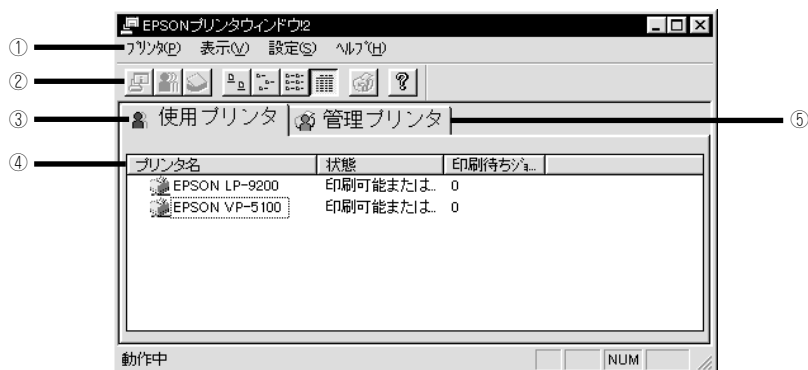 EPSONプリンタウィンドウ!2
① プリンタ(P) 表示(V) 設定(S) ヘルプ(H)
②
③ 使用プリンタ 管理プリンタ ⑤
④ プリンタ名 状態 印刷待ちジョ...
EPSON LP-9200 印刷可能または... 0
EPSON VP-5100 印刷可能または... 0
動作中 NUM